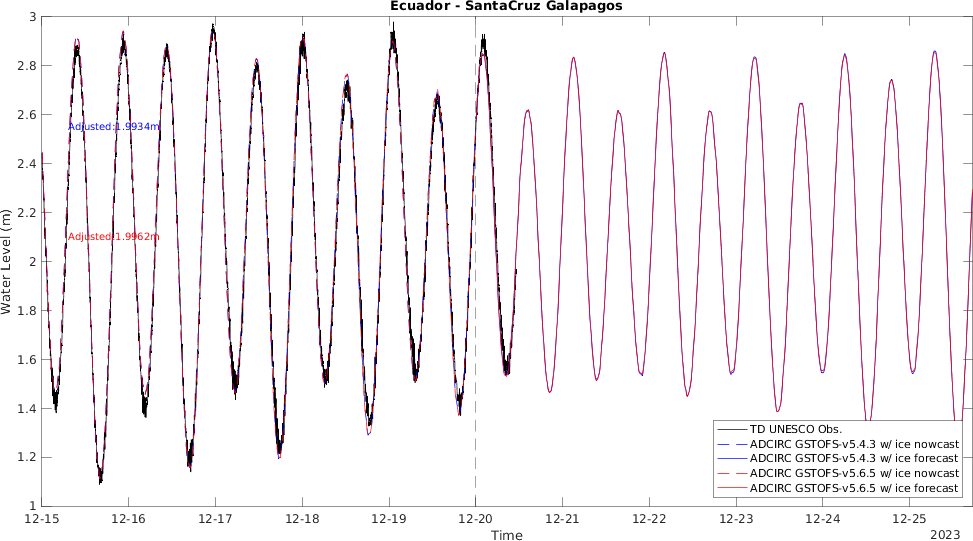 Ecuador - SantaCruz Galapagos
3
2.8
2.6
2.4
2.2
2
1.8
1.6
1.4
1.2
1
Water Level (m)
Adjusted:1.9934m
Adjusted:1.9962m
TD UNESCO Obs.
ADCIRC GSTOFS-v5.4.3 w/ ice nowcast
ADCIRC GSTOFS-v5.4.3 w/ ice forecast
ADCIRC GSTOFS-v5.6.5 w/ ice nowcast
ADCIRC GSTOFS-v5.6.5 w/ ice forecast
12-15 12-16 12-17 12-18 12-19 12-20 12-21 12-22 12-23 12-24 12-25
Time
2023